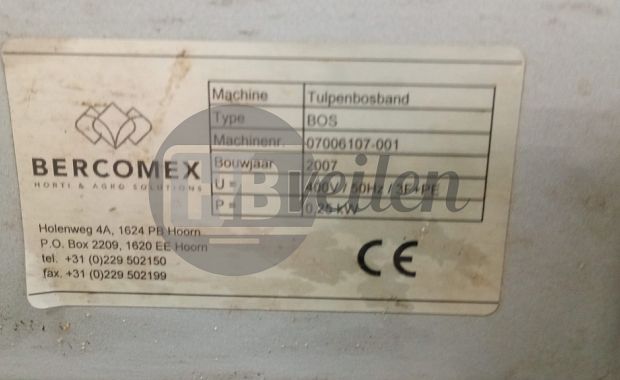 BERCOMEX
HORTI & AGRO SOLUTIONS
Machine Tulpenbosband
Type BOS
Machinenr. 07006107-001
Bouwjaar 2007
U = 400V / 50Hz / 3F+PE
P = 0,25 kW
Holenweg 4A, 1624 PB Hoorn
P.O. Box 2209, 1620 EE Hoorn
tel. +31 (0)229 502150
fax. +31 (0)229 502199
CE
HB Veilen